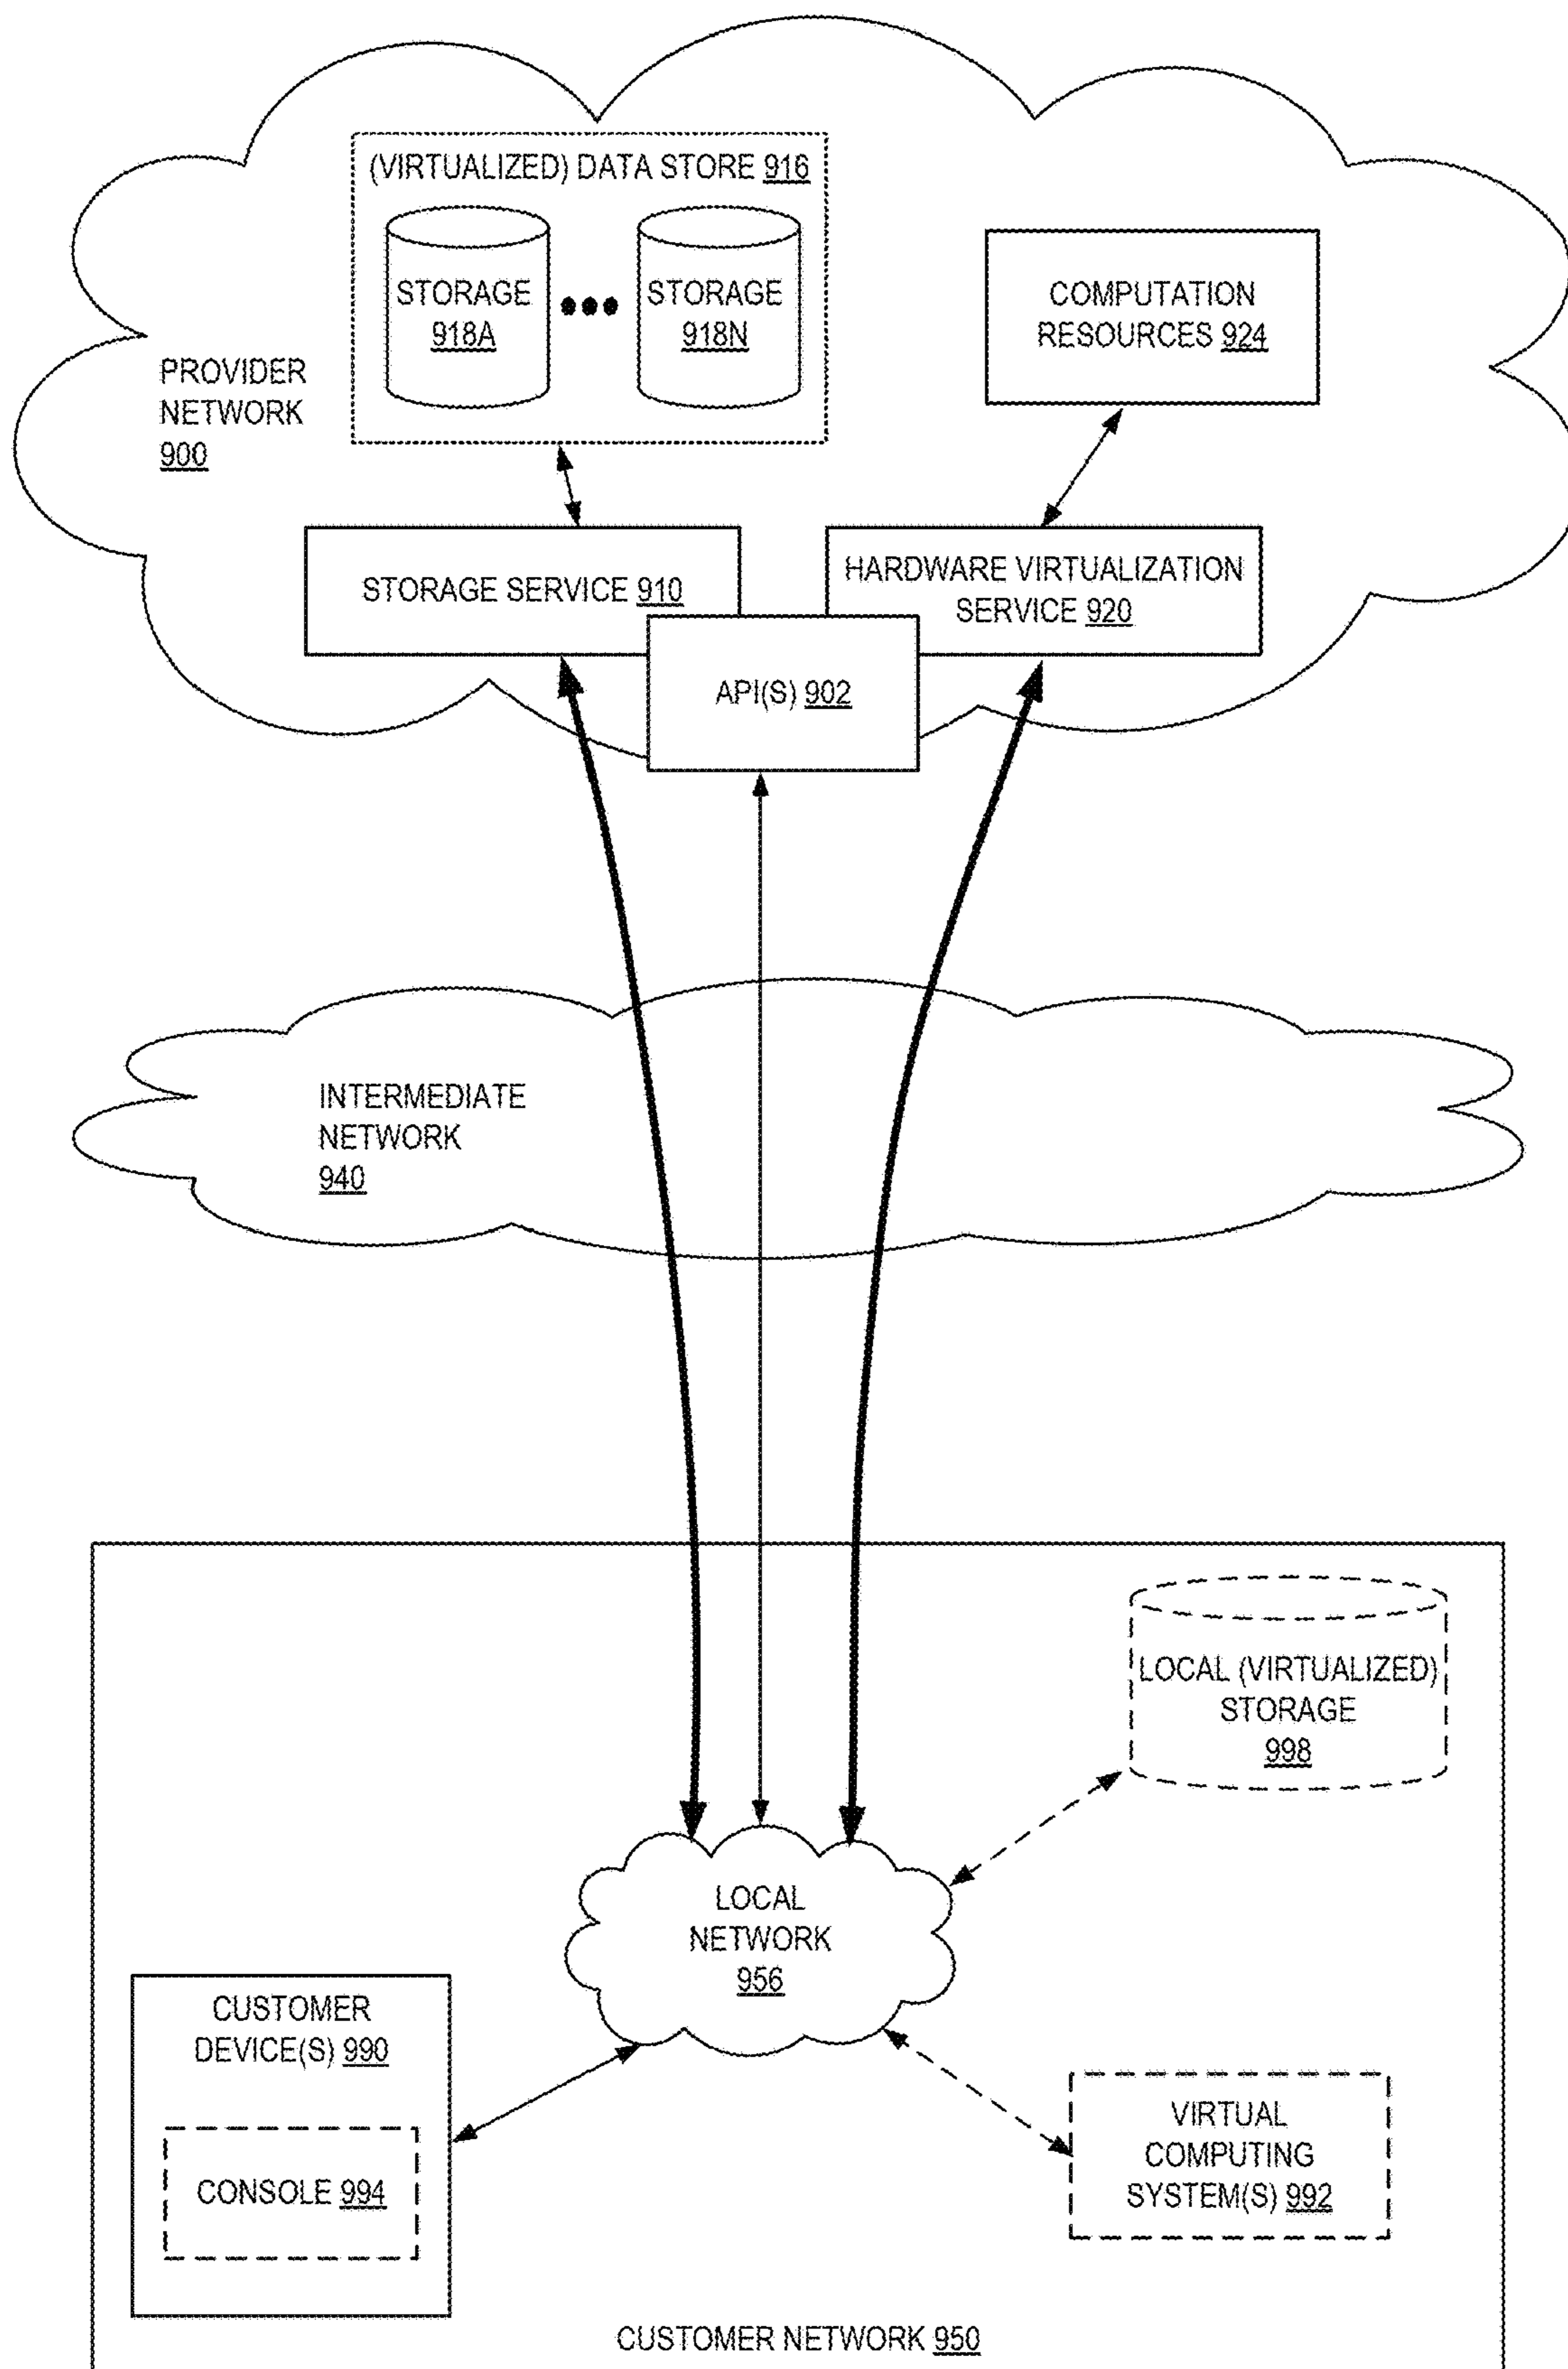 (VIRTUALIZED) DATA STORE 916
STORAGE
918A
STORAGE
918N
COMPUTATION
RESOURCES 924
PROVIDER
NETWORK
900
STORAGE SERVICE 910
HARDWARE VIRTUALIZATION
SERVICE 920
API(S) 902
INTERMEDIATE
NETWORK
940
LOCAL (VIRTUALIZED)
STORAGE
998
LOCAL
NETWORK
956
CUSTOMER
DEVICE(S) 990
CONSOLE 994
VIRTUAL
COMPUTING
SYSTEM(S) 992
CUSTOMER NETWORK 950